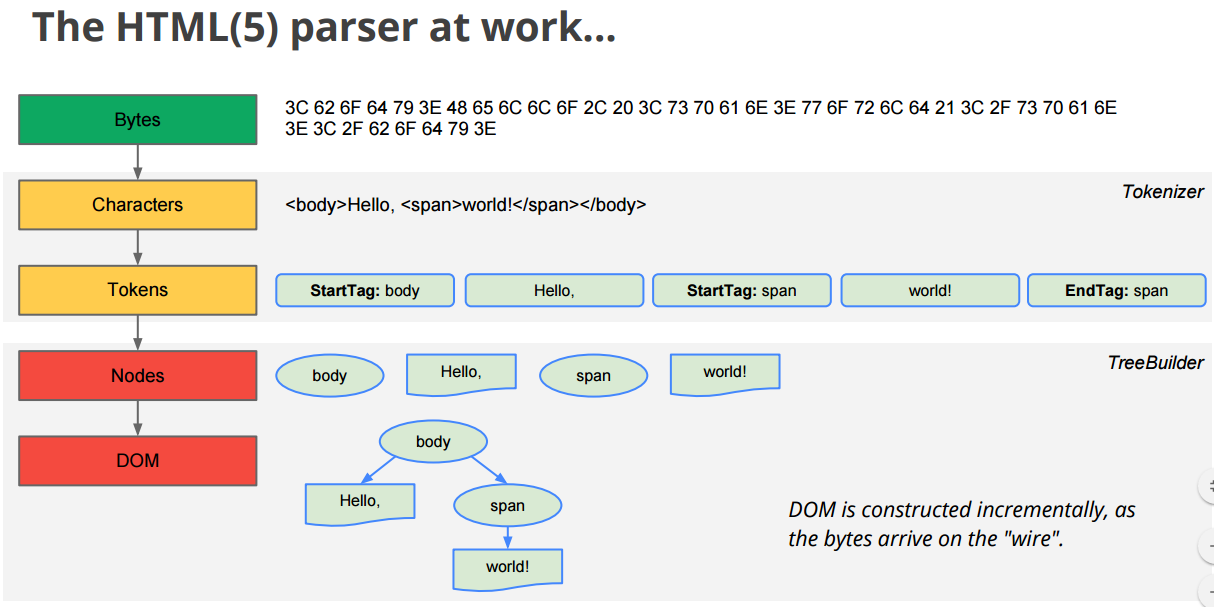 The HTML(5) parser at work...
Bytes
3C 62 6F 64 79 3E 48 65 6C 6C 6F 2C 20 3C 73 70 61 6E 3E 77 6F 72 6C 64 21 3C 2F 73 70 61 6E
3E 3C 2F 62 6F 64 79 3E
Characters
<body>Hello, <span>world!</span></body>
Tokenizer
Tokens
StartTag: body
Hello,
StartTag: span
world!
EndTag: span
Nodes
body
Hello,
span
world!
TreeBuilder
DOM
body
Hello,
span
world!
DOM is constructed incrementally, as
the bytes arrive on the "wire".